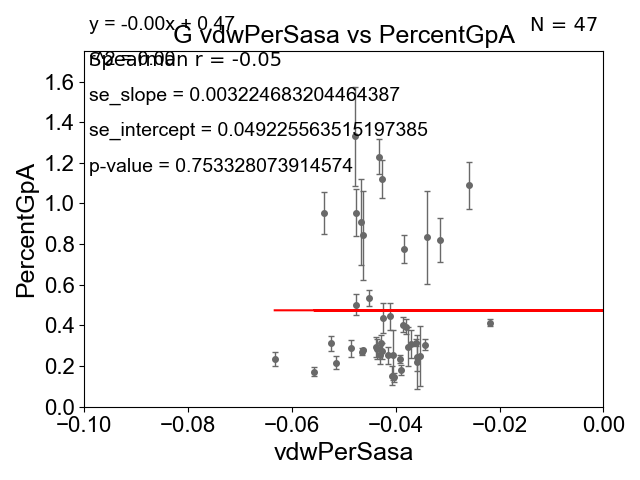 y = -0.00x + 0.47
N = 47
G vdwPerSasa vs PercentGpA
Spearman r = -0.05
se_slope = 0.003224683204464387
se_intercept = 0.049225563515197385
p-value = 0.753328073914574
PercentGpA
1.6
1.4
1.2
1.0
0.8
0.6
0.4
0.2
0.0
−0.10
−0.08
−0.06
−0.04
−0.02
0.00
vdwPerSasa